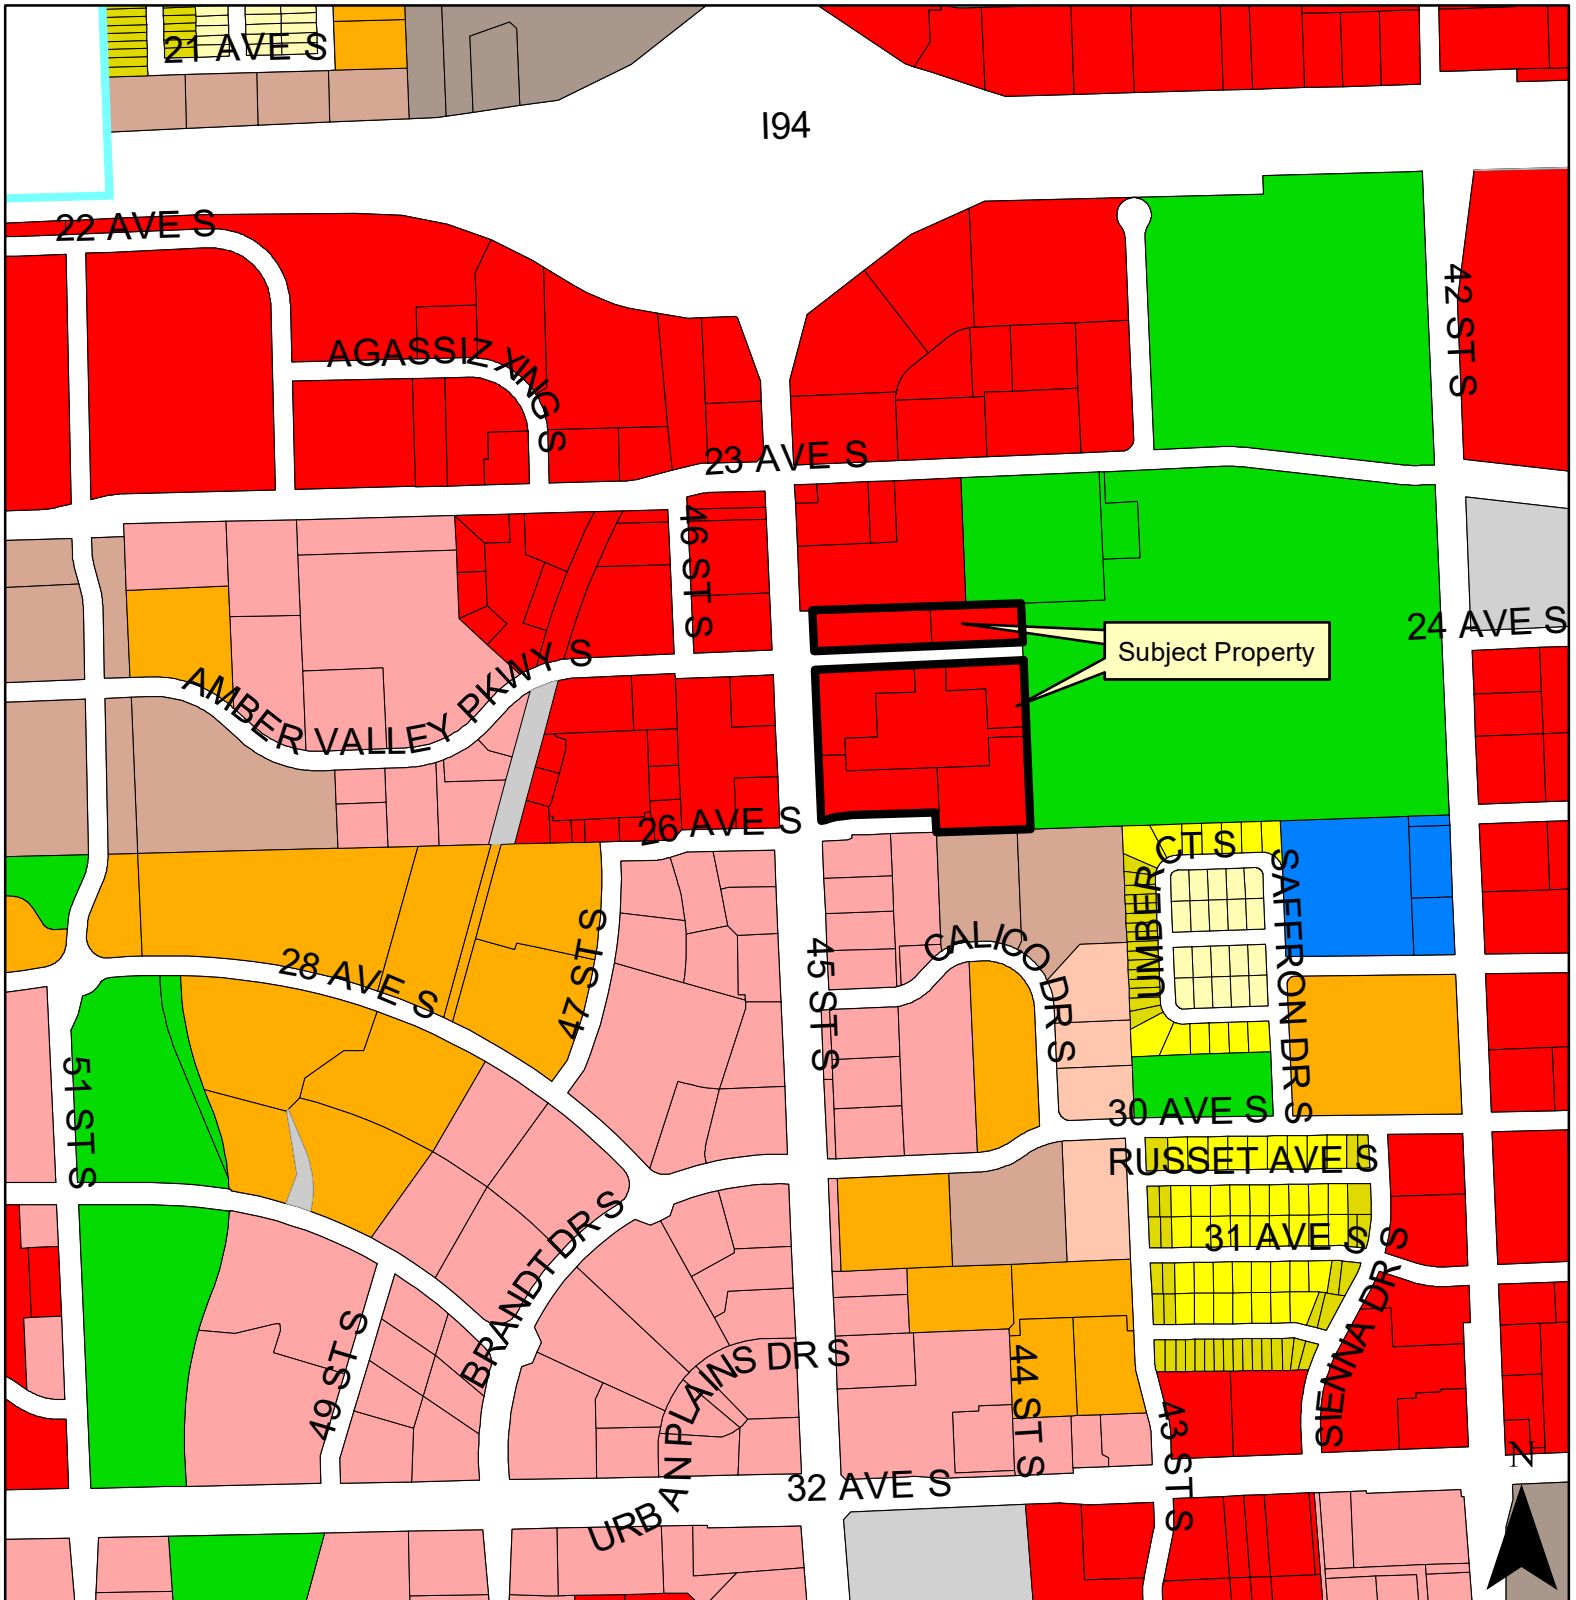 21 AVE S
I94
22 AVE S
42 ST S
AGASSIZ XING S
23 AVE S
46 ST S
24 AVE S
Subject Property
AMBER VALLEY PKWY S
26 AVE S
UMBER CT S
SAFFRON DR S
CALICO DR S
45 ST S
47 ST S
28 AVE S
51 ST S
30 AVE S
RUSSET AVE S
31 AVE S
SIENNA DR S
BRANDT DR S
49 ST S
URBAN PLAINS DR S
44 ST S
43 ST S
32 AVE S
N